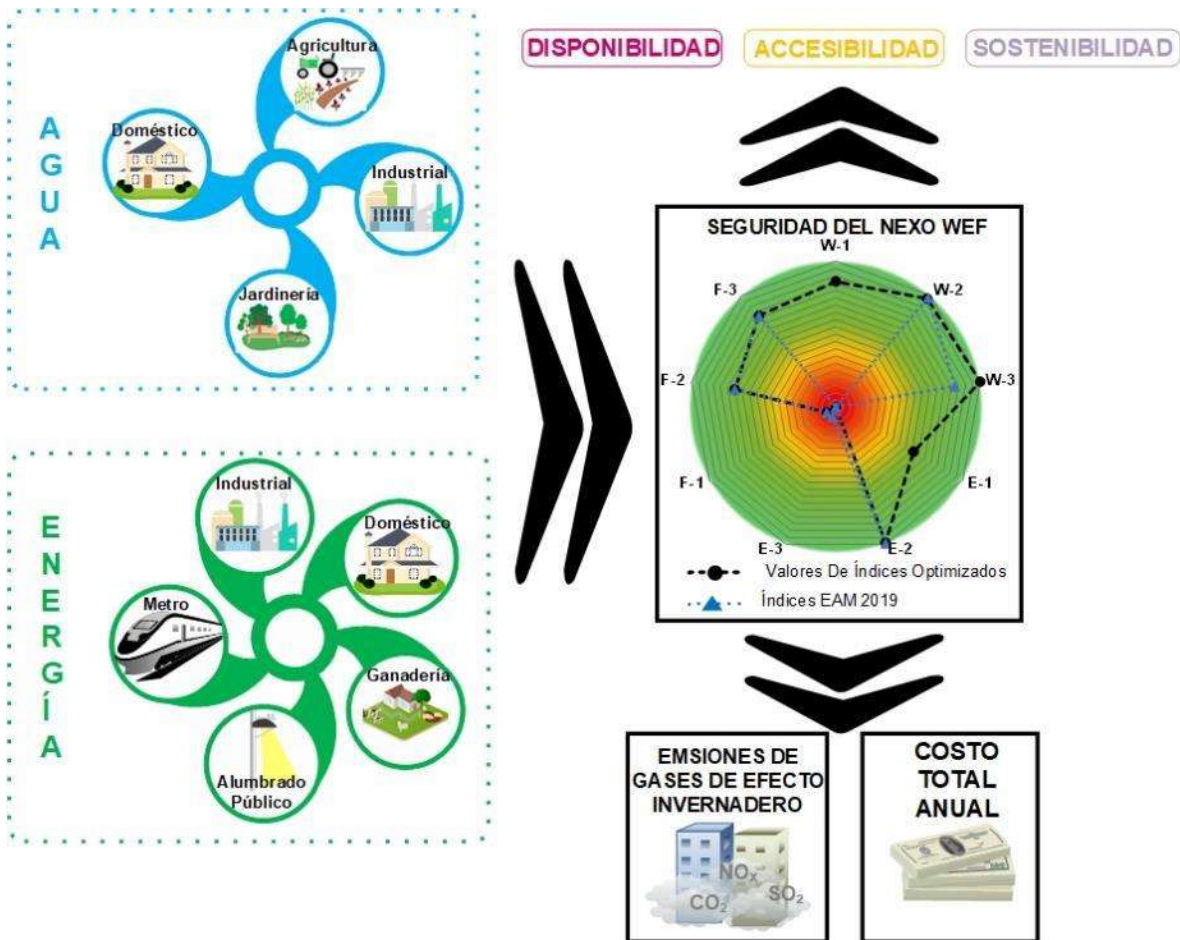 AGUA
Agricultura
Doméstico
Industrial
Jardinería
ENERGÍA
Industrial
Doméstico
Metro
Ganadería
Alumbrado
Público
DISPONIBILIDAD
ACCESIBILIDAD
SOSTENIBILIDAD
SEGURIDAD DEL NEXO WEF
W-1
F-3
W-2
F-2
W-3
F-1
E-1
E-3
E-2
Valores De Índices Optimizados
Índices EAM 2019
EMSIONES DE
GASES DE EFECTO
INVERNADERO
NOX
CO2
SO2
COSTO
TOTAL
ANUAL